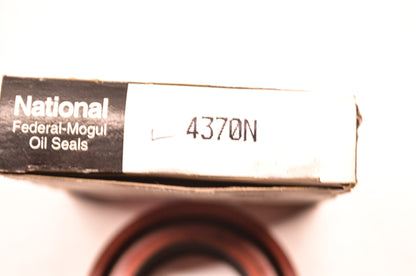 National
Federal-Mogul
Oil Seals
4370N